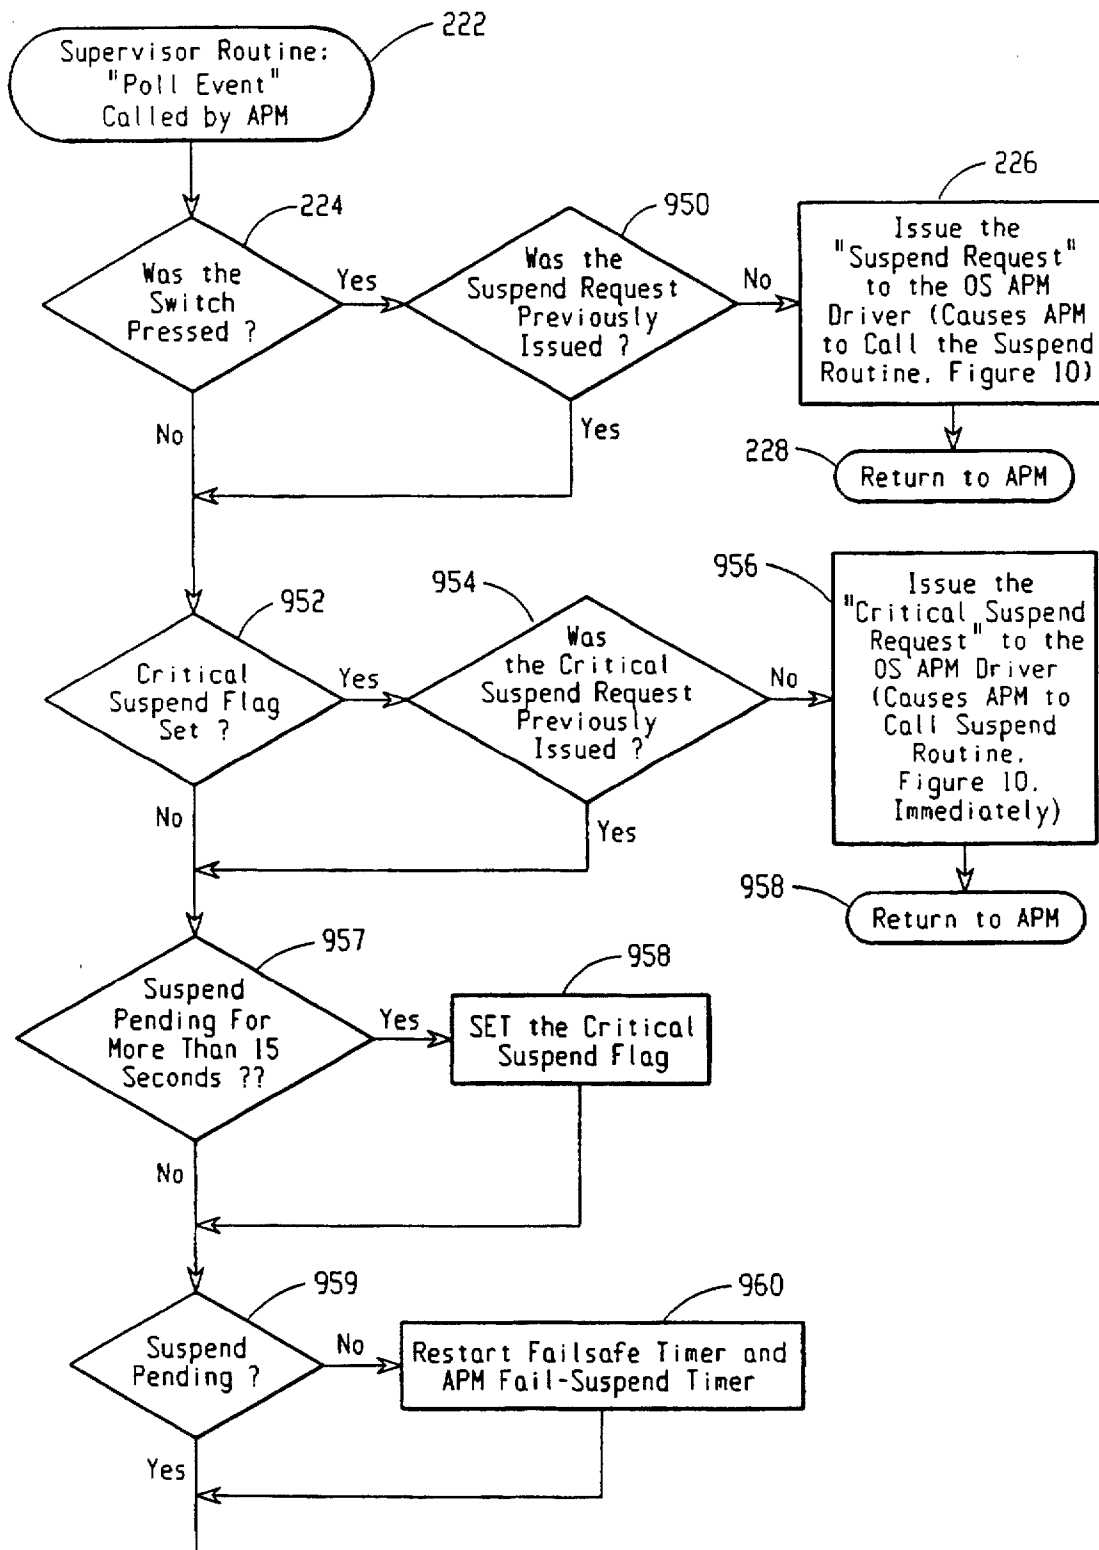 222
Supervisor Routine:
"Poll Event"
Called by APM
224
Was the
Switch
Pressed ?
Yes
No
950
Was the
Suspend Request
Previously
Issued ?
No
Yes
226
Issue the
"Suspend Request"
to the OS APM
Driver (Causes APM
to Call the Suspend
Routine, Figure 10)
228
Return to APM
952
Critical
Suspend Flag
Set ?
Yes
No
954
Was
the Critical
Suspend Request
Previously
Issued ?
No
Yes
956
Issue the
"Critical Suspend
Request" to the
OS APM Driver
(Causes APM to
Call Suspend
Routine,
Figure 10,
Immediately)
958
Return to APM
957
Suspend
Pending For
More Than 15
Seconds ??
Yes
No
958
SET the Critical
Suspend Flag
959
Suspend
Pending ?
No
Yes
960
Restart Failsafe Timer and
APM Fail-Suspend Timer